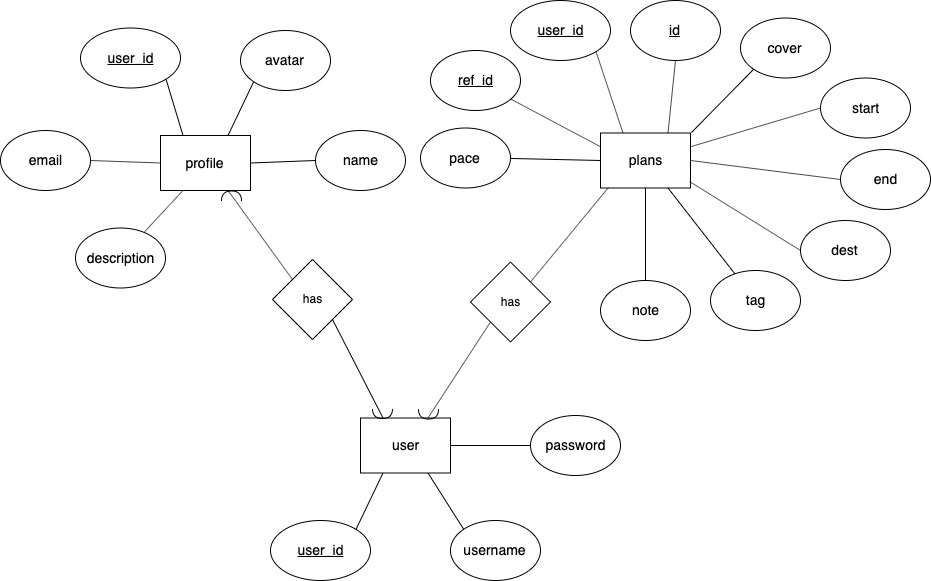 user_id
id
cover
user_id
avatar
ref_id
start
email
profile
name
pace
plans
end
description
dest
has
has
note
tag
user
password
user_id
username